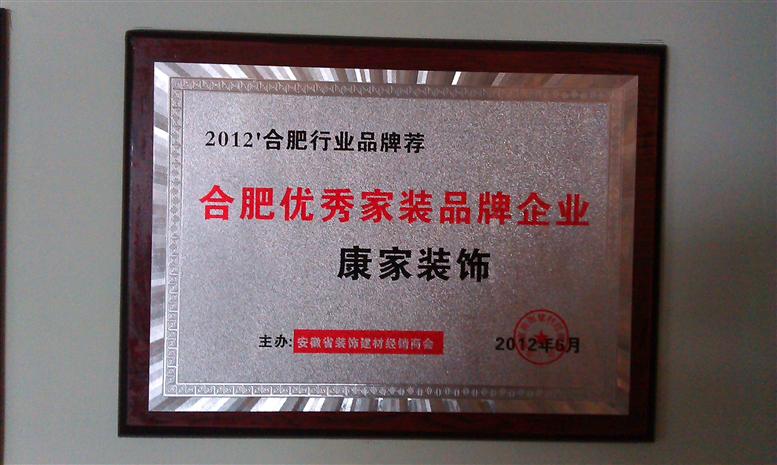 2012'合肥行业品牌荐
合肥优秀家装品牌企业
康家装饰
主办:安徽省装饰建材经销商会
2012年6月